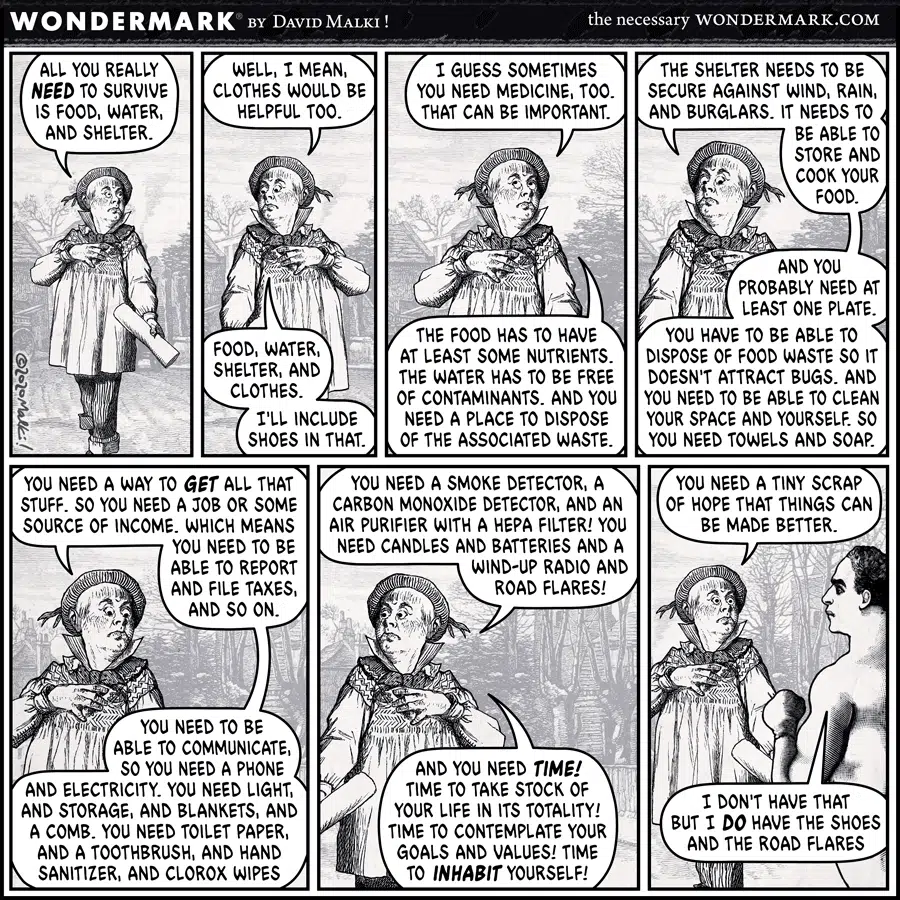 WONDERMARK® BY DAVID MALKI !
the necessary WONDERMARK.COM
ALL YOU REALLY
NEED TO SURVIVE
IS FOOD, WATER,
AND SHELTER.
©2020 Malki!
WELL, I MEAN,
CLOTHES WOULD BE
HELPFUL TOO.
FOOD, WATER,
SHELTER, AND
CLOTHES.
I'LL INCLUDE
SHOES IN THAT.
I GUESS SOMETIMES
YOU NEED MEDICINE, TOO.
THAT CAN BE IMPORTANT.
THE FOOD HAS TO HAVE
AT LEAST SOME NUTRIENTS.
THE WATER HAS TO BE FREE
OF CONTAMINANTS. AND YOU
NEED A PLACE TO DISPOSE
OF THE ASSOCIATED WASTE.
THE SHELTER NEEDS TO BE
SECURE AGAINST WIND, RAIN,
AND BURGLARS. IT NEEDS TO
BE ABLE TO
STORE AND
COOK YOUR
FOOD.
AND YOU
PROBABLY NEED AT
LEAST ONE PLATE.
YOU HAVE TO BE ABLE TO
DISPOSE OF FOOD WASTE SO IT
DOESN'T ATTRACT BUGS. AND
YOU NEED TO BE ABLE TO CLEAN
YOUR SPACE AND YOURSELF. SO
YOU NEED TOWELS AND SOAP.
YOU NEED A WAY TO GET ALL THAT
STUFF. SO YOU NEED A JOB OR SOME
SOURCE OF INCOME. WHICH MEANS
YOU NEED TO BE
ABLE TO REPORT
AND FILE TAXES,
AND SO ON.
YOU NEED TO BE
ABLE TO COMMUNICATE,
SO YOU NEED A PHONE
AND ELECTRICITY. YOU NEED LIGHT,
AND STORAGE, AND BLANKETS, AND
A COMB. YOU NEED TOILET PAPER,
AND A TOOTHBRUSH, AND HAND
SANITIZER, AND CLOROX WIPES
YOU NEED A SMOKE DETECTOR, A
CARBON MONOXIDE DETECTOR, AND AN
AIR PURIFIER WITH A HEPA FILTER! YOU
NEED CANDLES AND BATTERIES AND A
WIND-UP RADIO AND
ROAD FLARES!
AND YOU NEED TIME!
TIME TO TAKE STOCK OF
YOUR LIFE IN ITS TOTALITY!
TIME TO CONTEMPLATE YOUR
GOALS AND VALUES! TIME
TO INHABIT YOURSELF!
YOU NEED A TINY SCRAP
OF HOPE THAT THINGS CAN
BE MADE BETTER.
I DON'T HAVE THAT
BUT I DO HAVE THE SHOES
AND THE ROAD FLARES